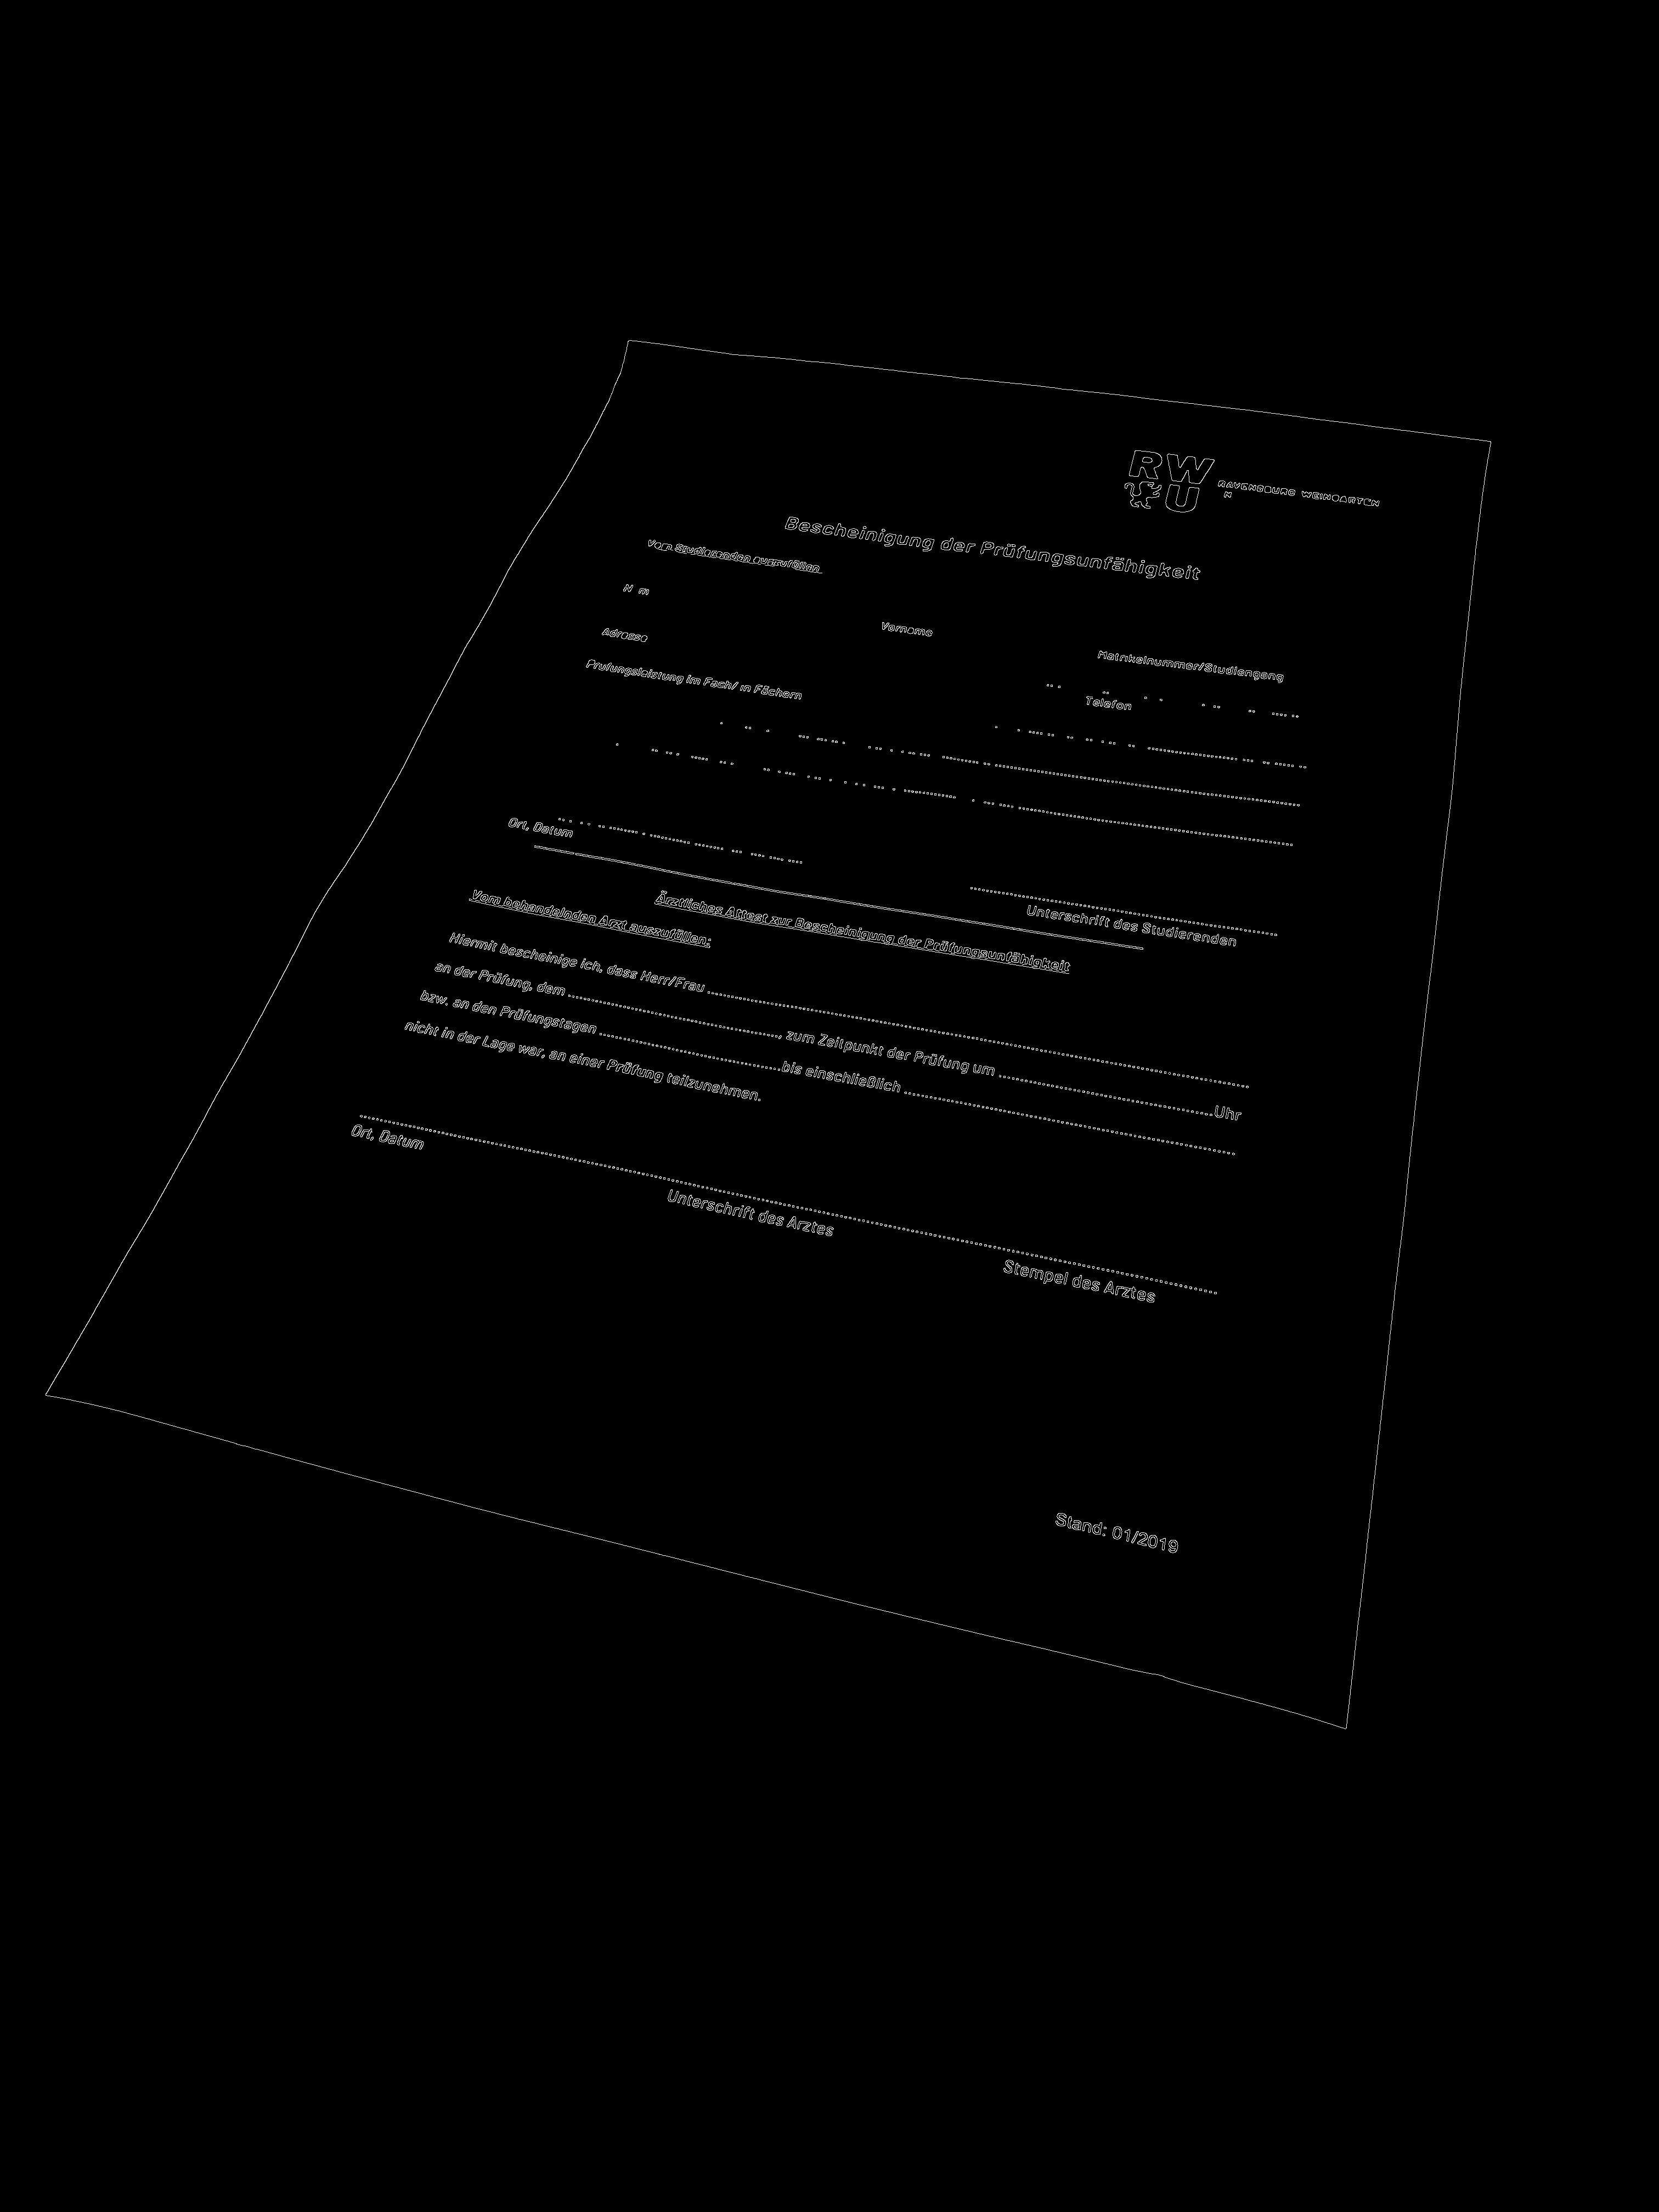 RW
U
RAVENSBURG WEINGARTEN
Bescheinigung der Prüfungsunfähigkeit
Vom Studierenden auszufüllen
Vorname
Matrikelnummer/Studiengang
Adresse
Telefon
Prüfungsleistung im Fach/ in Fächern
Ort, Datum
Unterschrift des Studierenden
Ärztliches Attest zur Bescheinigung der Prüfungsunfähigkeit
Vom behandelnden Arzt auszufüllen:
Hiermit bescheinige ich, dass Herr/Frau
an der Prüfung, dem , zum Zeitpunkt der Prüfung um Uhr
bzw. an den Prüfungstagen bis einschließlich
nicht in der Lage war, an einer Prüfung teilzunehmen.
Ort, Datum
Unterschrift des Arztes
Stempel des Arztes
Stand: 01/2019